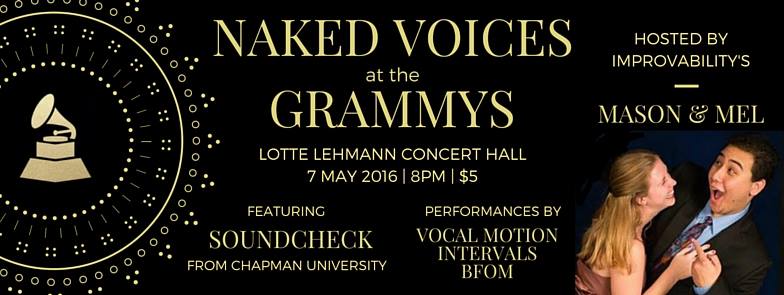 NAKED VOICES
at the
GRAMMYS
LOTTE LEHMANN CONCERT HALL
7 MAY 2016 | 8PM | $5
FEATURING
SOUNDCHECK
FROM CHAPMAN UNIVERSITY
PERFORMANCES BY
VOCAL MOTION
INTERVALS
BFOM
HOSTED BY
IMPROVABILITY'S
MASON & MEL